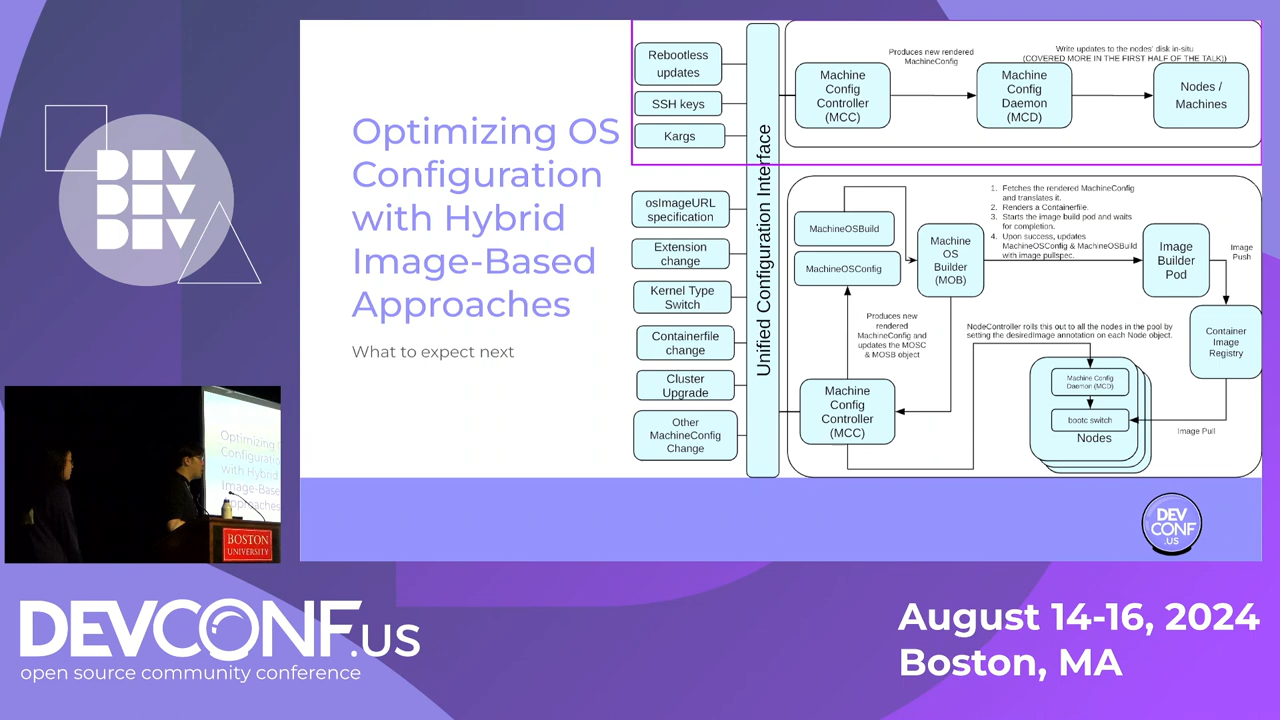 DEV
DEV
DEV
Optimizing OS
Configuration
with Hybrid
Image-Based
Approaches
What to expect next
Rebootless
updates
SSH keys
Kargs
osImageURL
specification
Extension
change
Kernel Type
Switch
Containerfile
change
Cluster
Upgrade
Other
MachineConfig
Change
Unified Configuration Interface
Machine
Config
Controller
(MCC)
Produces new rendered
MachineConfig
Machine
Config
Daemon
(MCD)
Write updates to the nodes' disk in-situ
(COVERED MORE IN THE FIRST HALF OF THE TALK))
Nodes /
Machines
MachineOSBuild
MachineOSConfig
Machine
OS
Builder
(MOB)
1. Fetches the rendered MachineConfig
and translates it.
2. Renders a Containerfile.
3. Starts the image build pod and waits
for completion.
4. Upon success, updates
MachineOSConfig & MachineOSBuild
with image pullspec.
Image
Builder
Pod
Image
Push
Container
Image
Registry
Produces new
rendered
MachineConfig and
updates the MOSC
& MOSB object
NodeController rolls this out to all the nodes in the pool by
setting the desiredImage annotation on each Node object.
Machine
Config
Controller
(MCC)
Machine Config
Daemon (MCD)
bootc switch
Nodes
Image Pull
DEV
CONF
.US
Optimizing
Configuration
with Hybrid
Image-Base
Approaches
BOSTON
UNIVERSITY
DEVCONF.US
open source community conference
August 14-16, 2024
Boston, MA